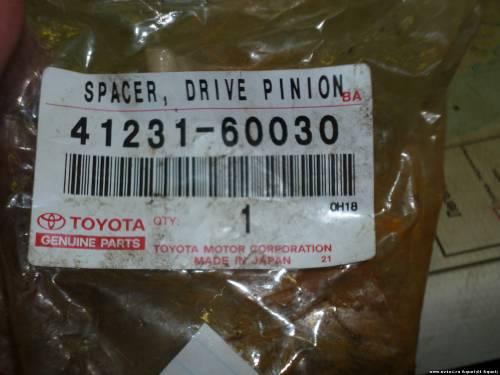 SPACER, DRIVE PINION
BA
41231-60030
0H18
TOYOTA
QTY.
1
GENUINE PARTS
TOYOTA MOTOR CORPORATION
MADE IN JAPAN
21